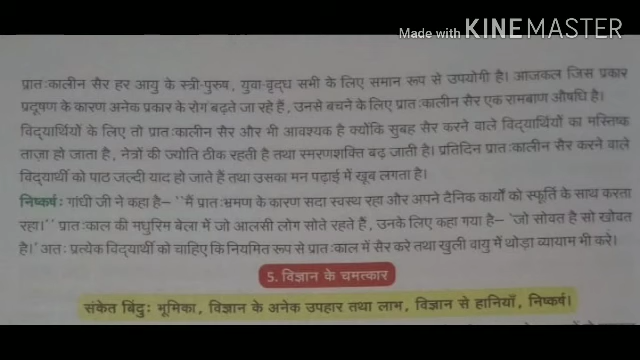 Made with KINEMASTER
प्रातःकालीन सैर हर आयु के स्त्री-पुरुष, युवा-वृद्ध सभी के लिए समान रूप से उपयोगी है। आजकल जिस प्रकार
प्रदूषण के कारण अनेक प्रकार के रोग बढ़ते जा रहे हैं, उनसे बचने के लिए प्रातःकालीन सैर एक रामबाण औषधि है।
विद्यार्थियों के लिए तो प्रातःकालीन सैर और भी आवश्यक है क्योंकि सुबह सैर करने वाले विद्यार्थियों का मस्तिष्क
ताज़ा हो जाता है, नेत्रों की ज्योति ठीक रहती है तथा स्मरणशक्ति बढ़ जाती है। प्रतिदिन प्रातःकालीन सैर करने वाले
विद्यार्थी को पाठ जल्दी याद हो जाते हैं तथा उसका मन पढ़ाई में खूब लगता है।
निष्कर्षः गांधी जी ने कहा है– "मैं प्रातःभ्रमण के कारण सदा स्वस्थ रहा और अपने दैनिक कार्यों को स्फूर्ति के साथ करता
रहा।" प्रातःकाल की मधुरिम बेला में जो आलसी लोग सोते रहते हैं, उनके लिए कहा गया है– 'जो सोवत है सो खोवत
है।' अतः प्रत्येक विद्यार्थी को चाहिए कि नियमित रूप से प्रातःकाल में सैर करे तथा खुली वायु में थोड़ा व्यायाम भी करे।
5. विज्ञान के चमत्कार
संकेत बिंदुः भूमिका, विज्ञान के अनेक उपहार तथा लाभ, विज्ञान से हानियाँ, निष्कर्ष।